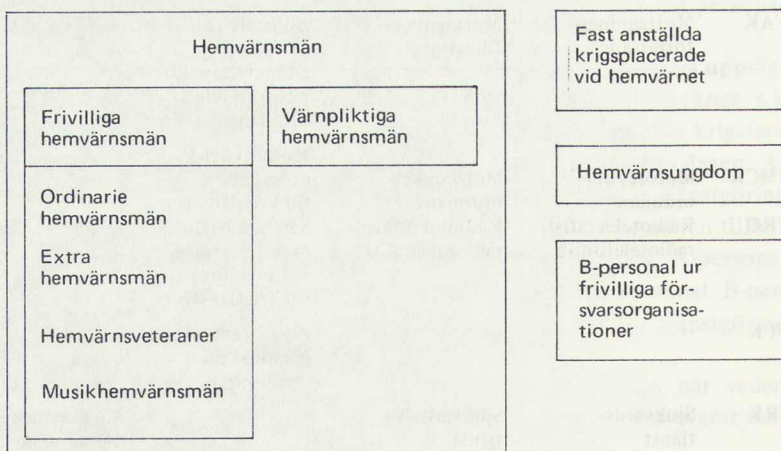 Hemvärnsmän
Frivilliga
hemvärnsmän
Ordinarie
hemvärnsmän
Extra
hemvärnsmän
Hemvärnsveteraner
Musikhemvärnsmän
Värnpliktiga
hemvärnsmän
Fast anställda
krigsplacerade
vid hemvärnet
Hemvärnsungdom
B-personal ur
frivilliga för-
svarsorganisa-
tioner